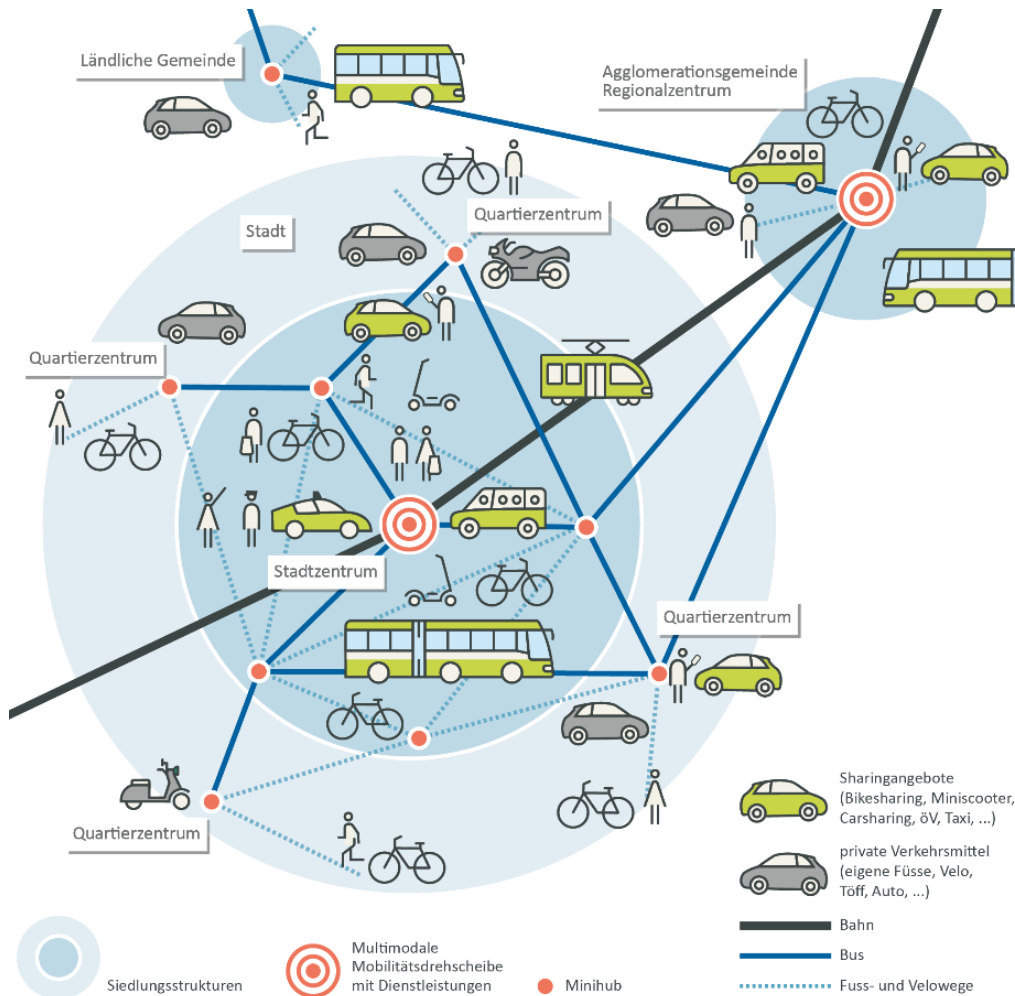 Ländliche Gemeinde
Agglomerationsgemeinde
Regionalzentrum
Stadt
Quartierzentrum
Quartierzentrum
Stadtzentrum
Quartierzentrum
Quartierzentrum
Sharingangebote
(Bikesharing, Miniscooter,
Carsharing, öV, Taxi, ...)
private Verkehrsmittel
(eigene Füsse, Velo,
Töff, Auto, ...)
Bahn
Bus
Fuss- und Velowege
Siedlungsstrukturen
Multimodale
Mobilitätsdrehscheibe
mit Dienstleistungen
Minihub